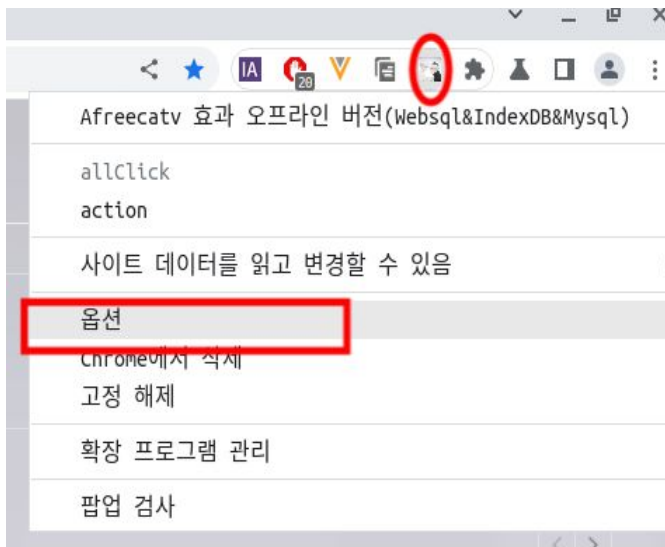 IA
20
Afreecatv 효과 오프라인 버전(Websql&IndexDB&Mysql)
allClick
action
사이트 데이터를 읽고 변경할 수 있음
옵션
Chrome에서 삭제
고정 해제
확장 프로그램 관리
팝업 검사